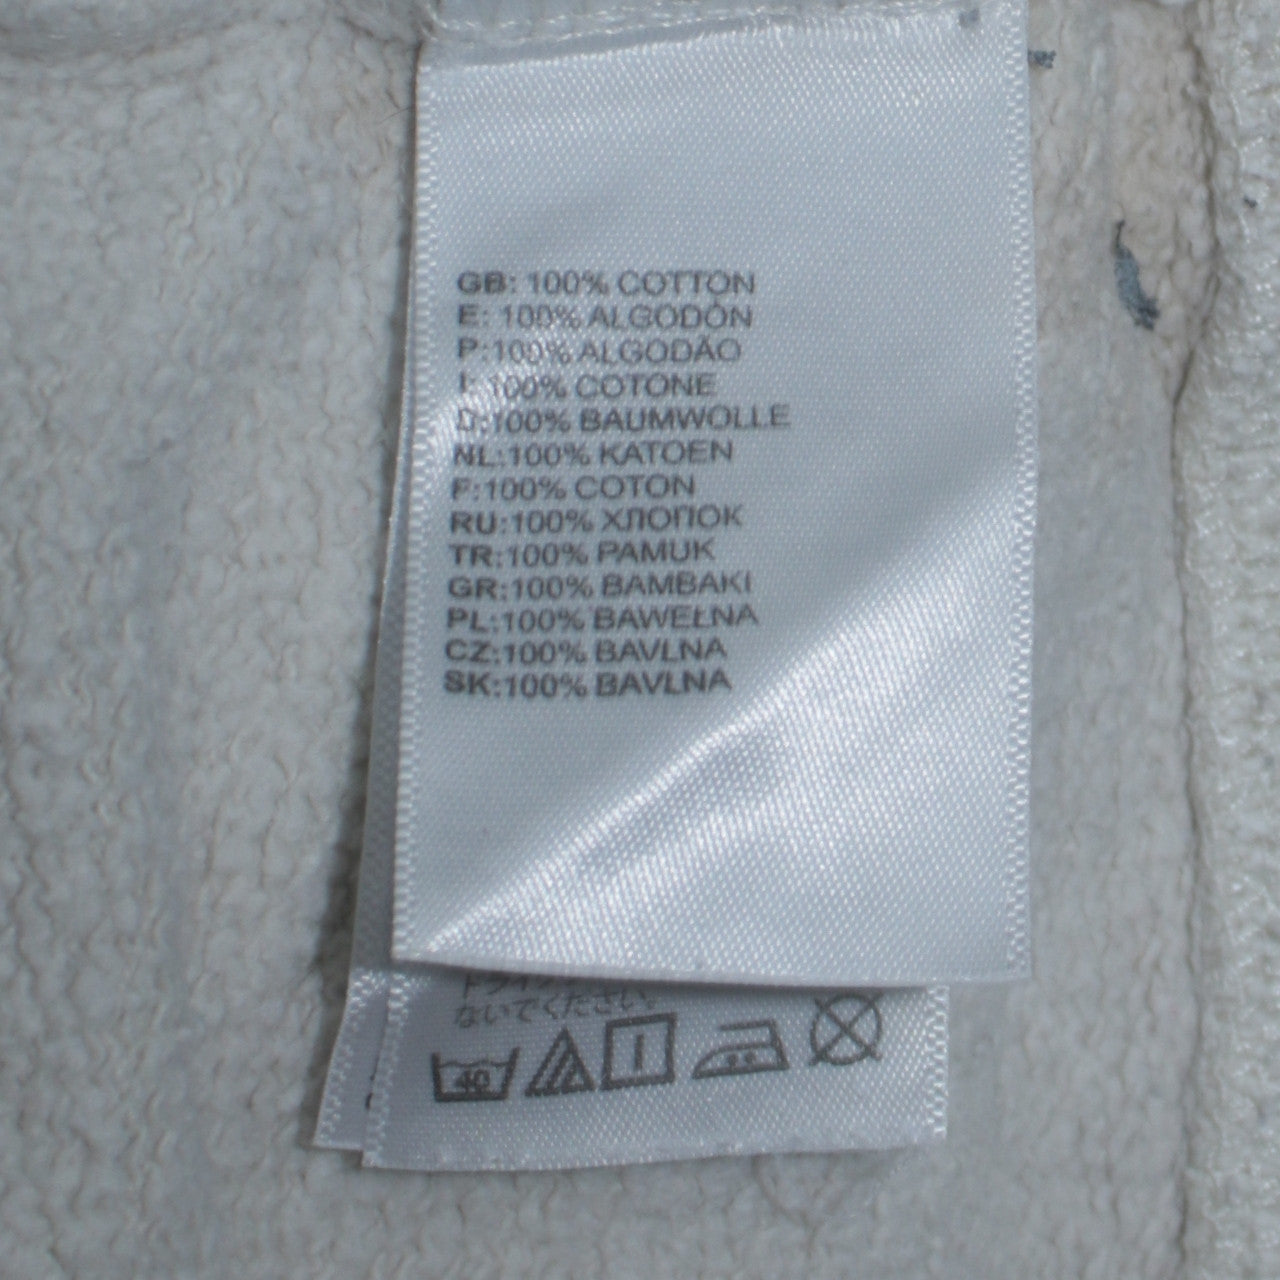 GB: 100% COTTON
E: 100% ALGODÓN
P:100% ALGODÃO
I: 100% COTONE
D:100% BAUMWOLLE
NL:100% KATOEN
F:100% COTON
RU:100% ХЛОПОК
TR:100% PAMUK
GR:100% BAMBAKI
PL:100% BAWEŁNA
CZ:100% BAVLNA
SK:100% BAVLNA
ないでください。
40